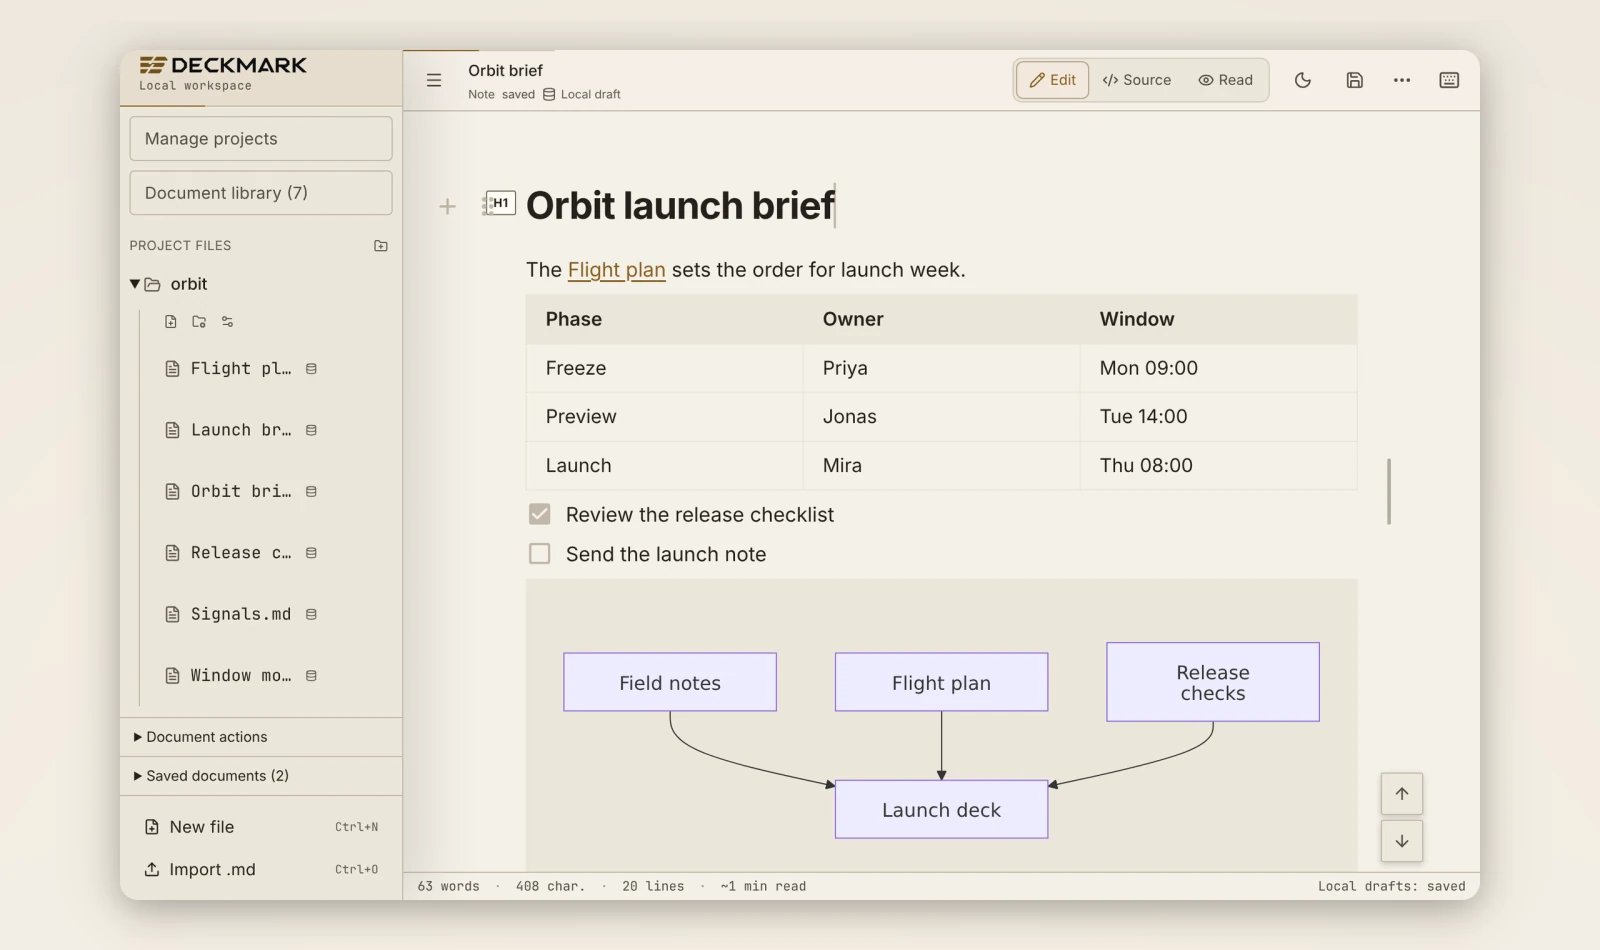 DECKMARK
Local workspace
Manage projects
Document library (7)
PROJECT FILES
orbit
Flight pl…
Launch br…
Orbit bri…
Release c…
Signals.md
Window mo…
Document actions
Saved documents (2)
New file Ctrl+N
Import .md Ctrl+O
Orbit brief
Note saved Local draft
Edit Source Read
H1 Orbit launch brief
The Flight plan sets the order for launch week.
Phase Owner Window
Freeze Priya Mon 09:00
Preview Jonas Tue 14:00
Launch Mira Thu 08:00
Review the release checklist
Send the launch note
Field notes
Flight plan
Release
checks
Launch deck
63 words · 408 char. · 20 lines · ~1 min read
Local drafts: saved